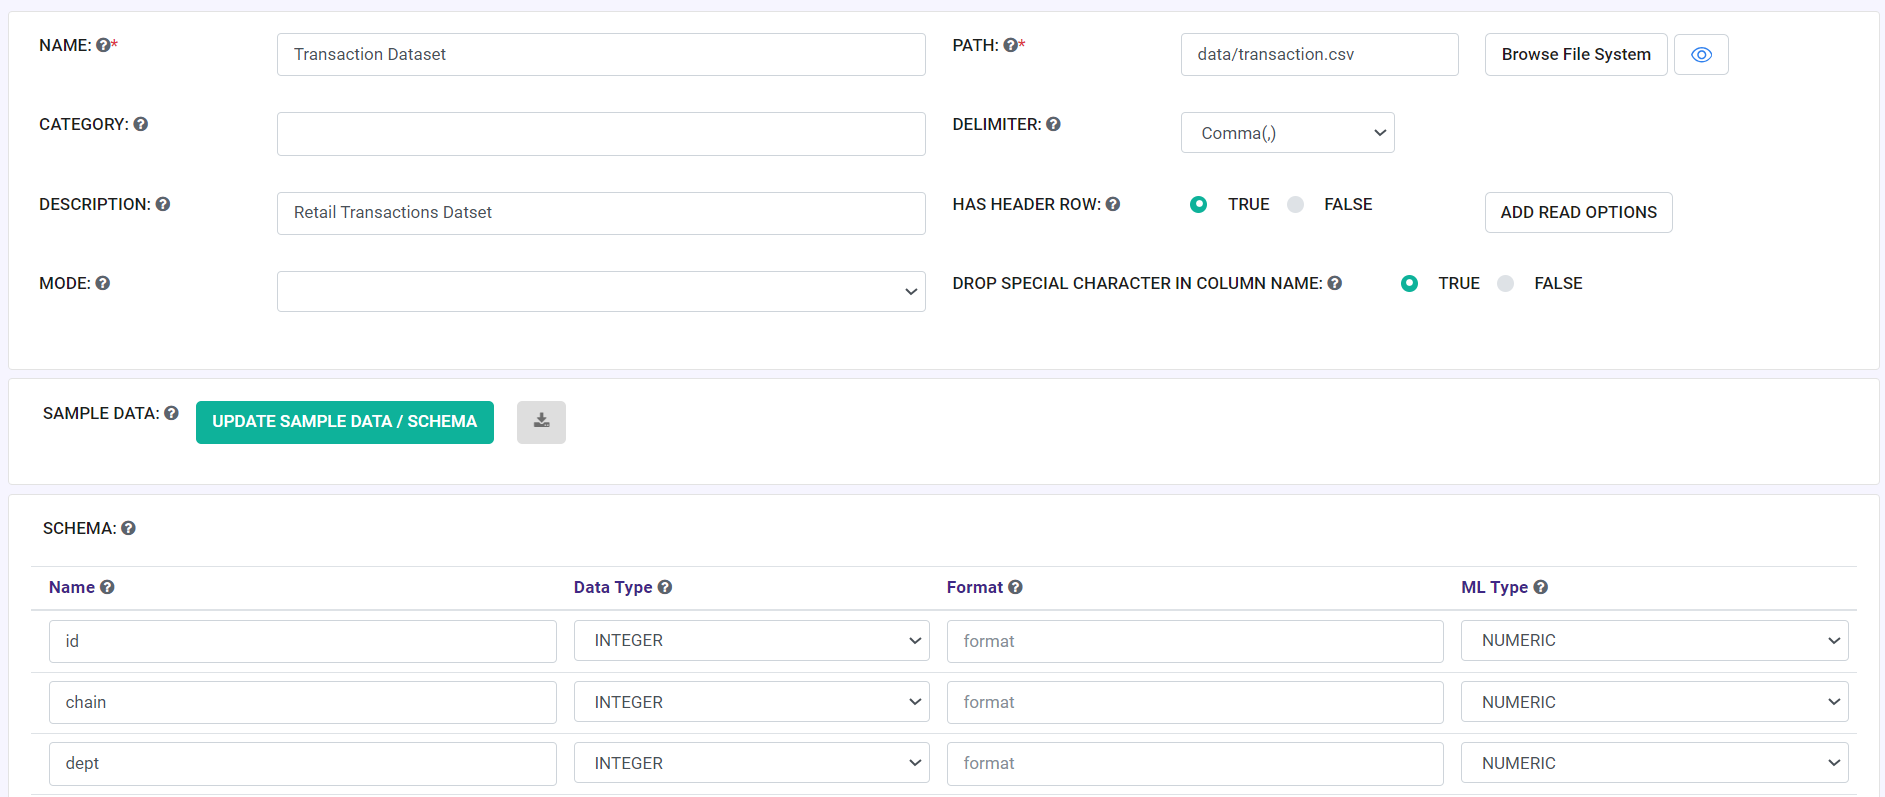 NAME: * Transaction Dataset PATH: * data/transaction.csv Browse File System
CATEGORY: DELIMITER: Comma(,)
DESCRIPTION: Retail Transactions Datset HAS HEADER ROW: TRUE FALSE ADD READ OPTIONS
MODE: DROP SPECIAL CHARACTER IN COLUMN NAME: TRUE FALSE
SAMPLE DATA: UPDATE SAMPLE DATA / SCHEMA
SCHEMA:
Name Data Type Format ML Type
id INTEGER format NUMERIC
chain INTEGER format NUMERIC
dept INTEGER format NUMERIC